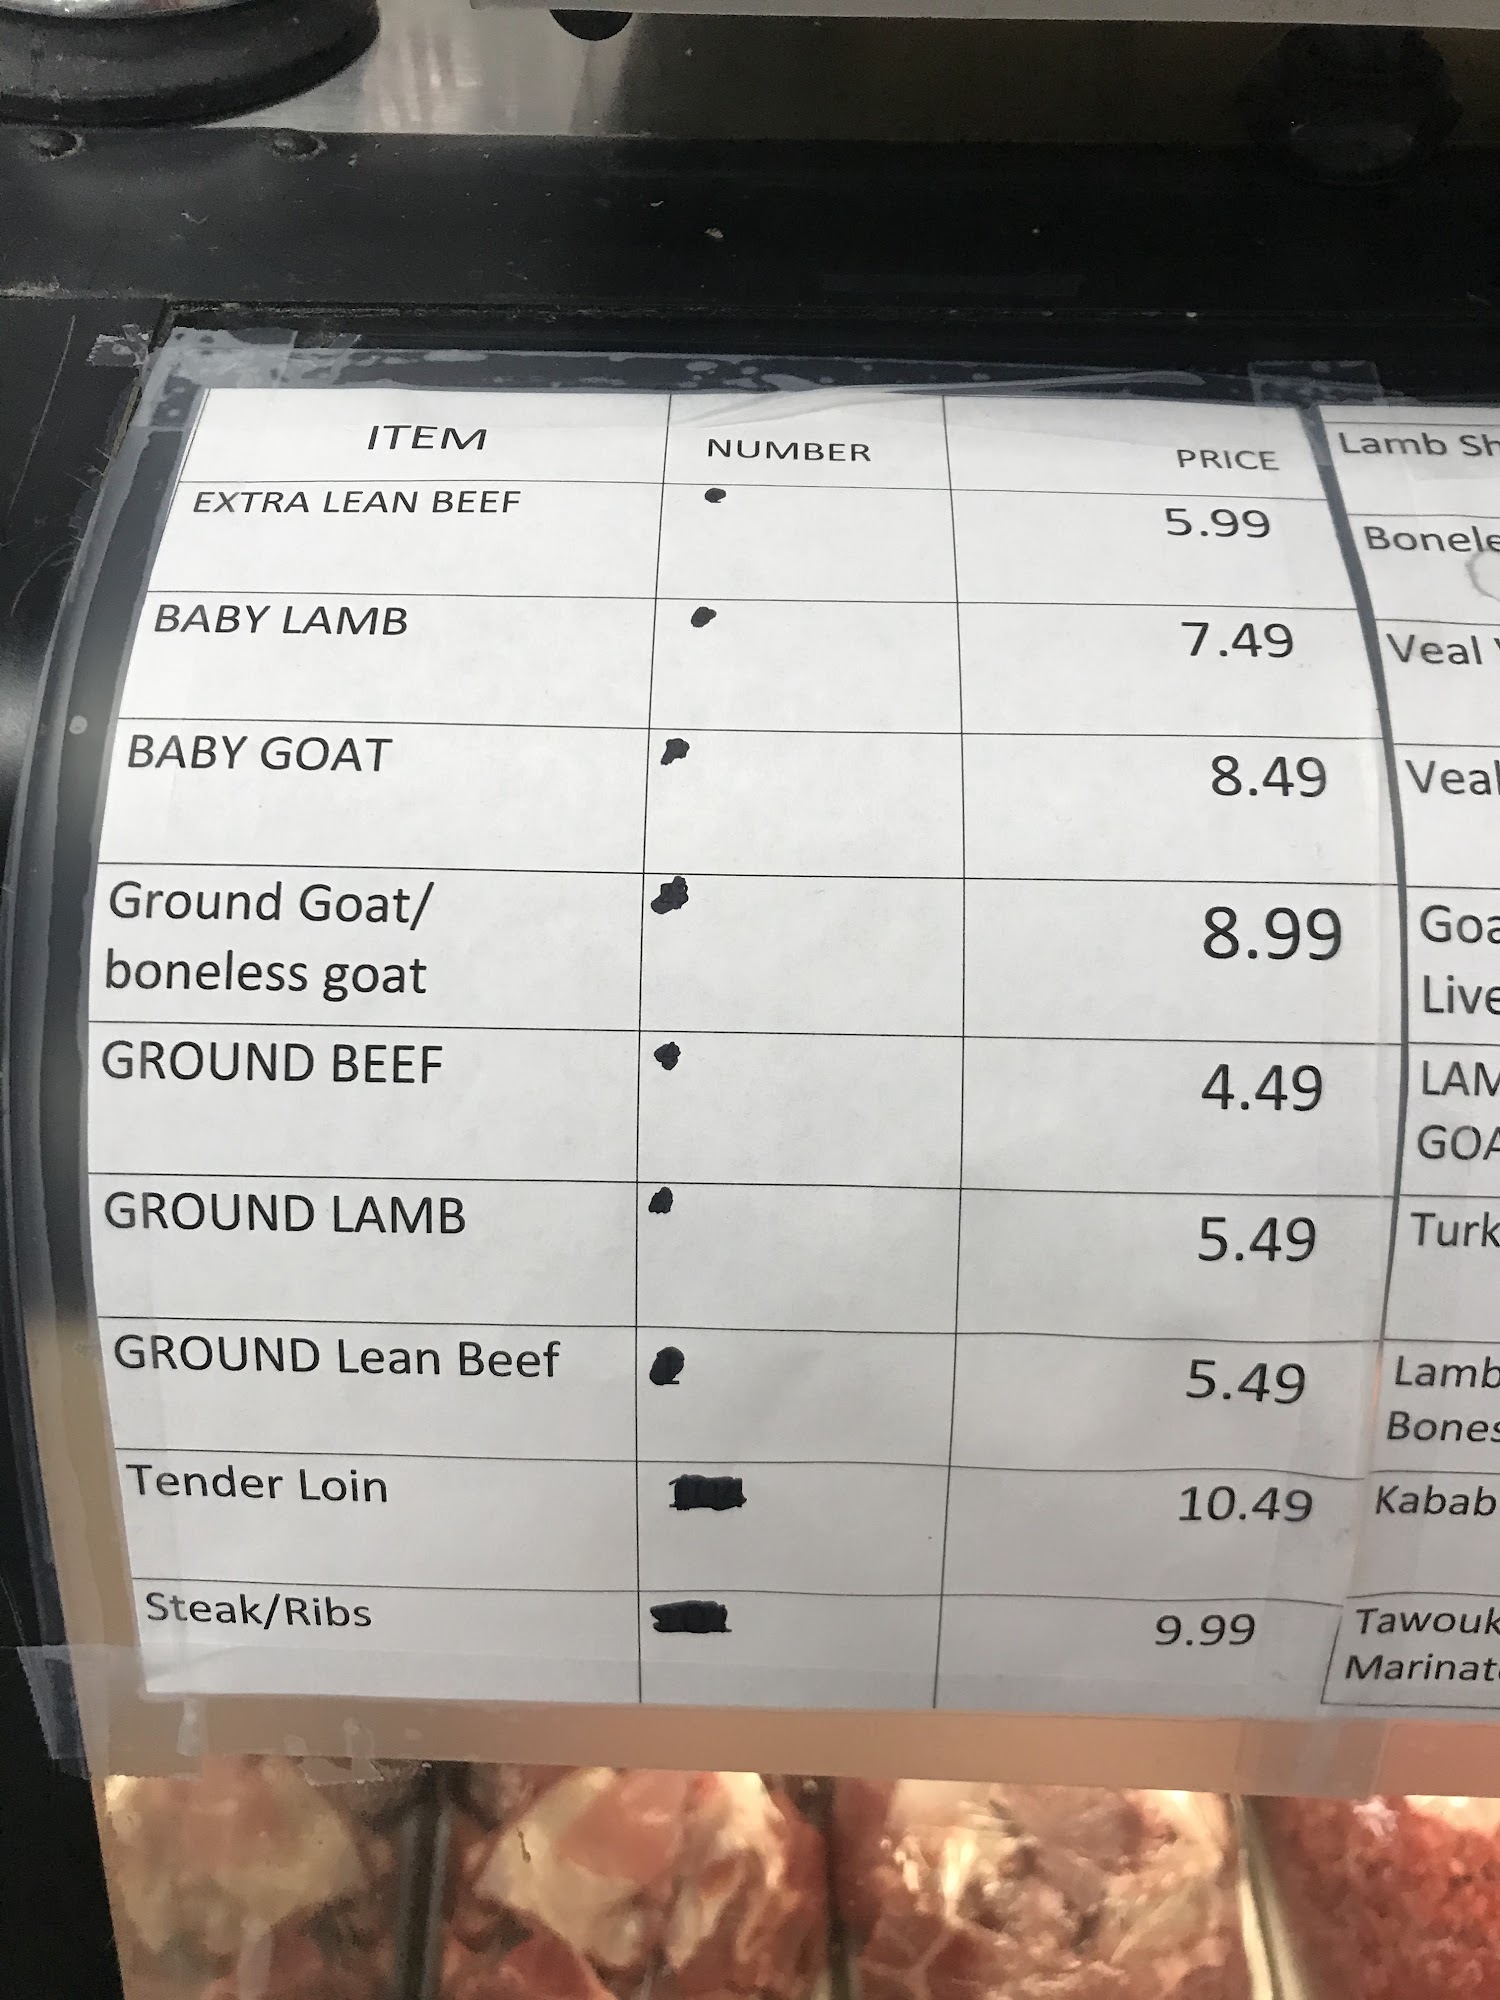 ITEM NUMBER PRICE
EXTRA LEAN BEEF 5.99
BABY LAMB 7.49
BABY GOAT 8.49
Ground Goat/
boneless goat 8.99
GROUND BEEF 4.49
GROUND LAMB 5.49
GROUND Lean Beef 5.49
Tender Loin 10.49
Steak/Ribs 9.99
Lamb
Veal
Veal
Lamb
Kabab